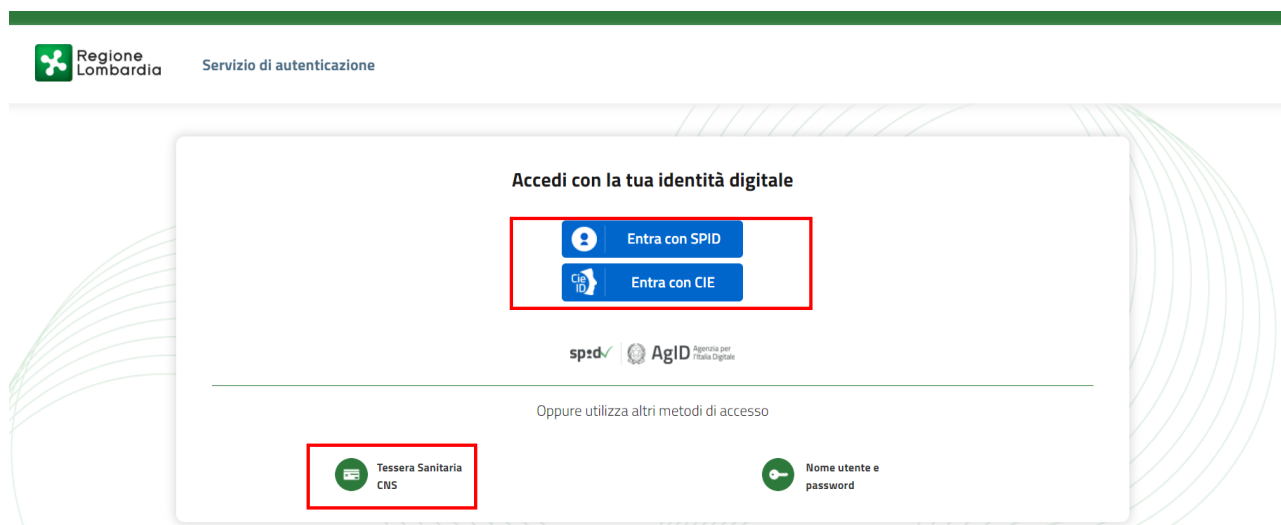 Regione
Lombardia
Servizio di autenticazione
Accedi con la tua identità digitale
Entra con SPID
Cie
ID
Entra con CIE
spid
AgID
Agenzia per
l'Italia Digitale
Oppure utilizza altri metodi di accesso
Tessera Sanitaria
CNS
Nome utente e
password